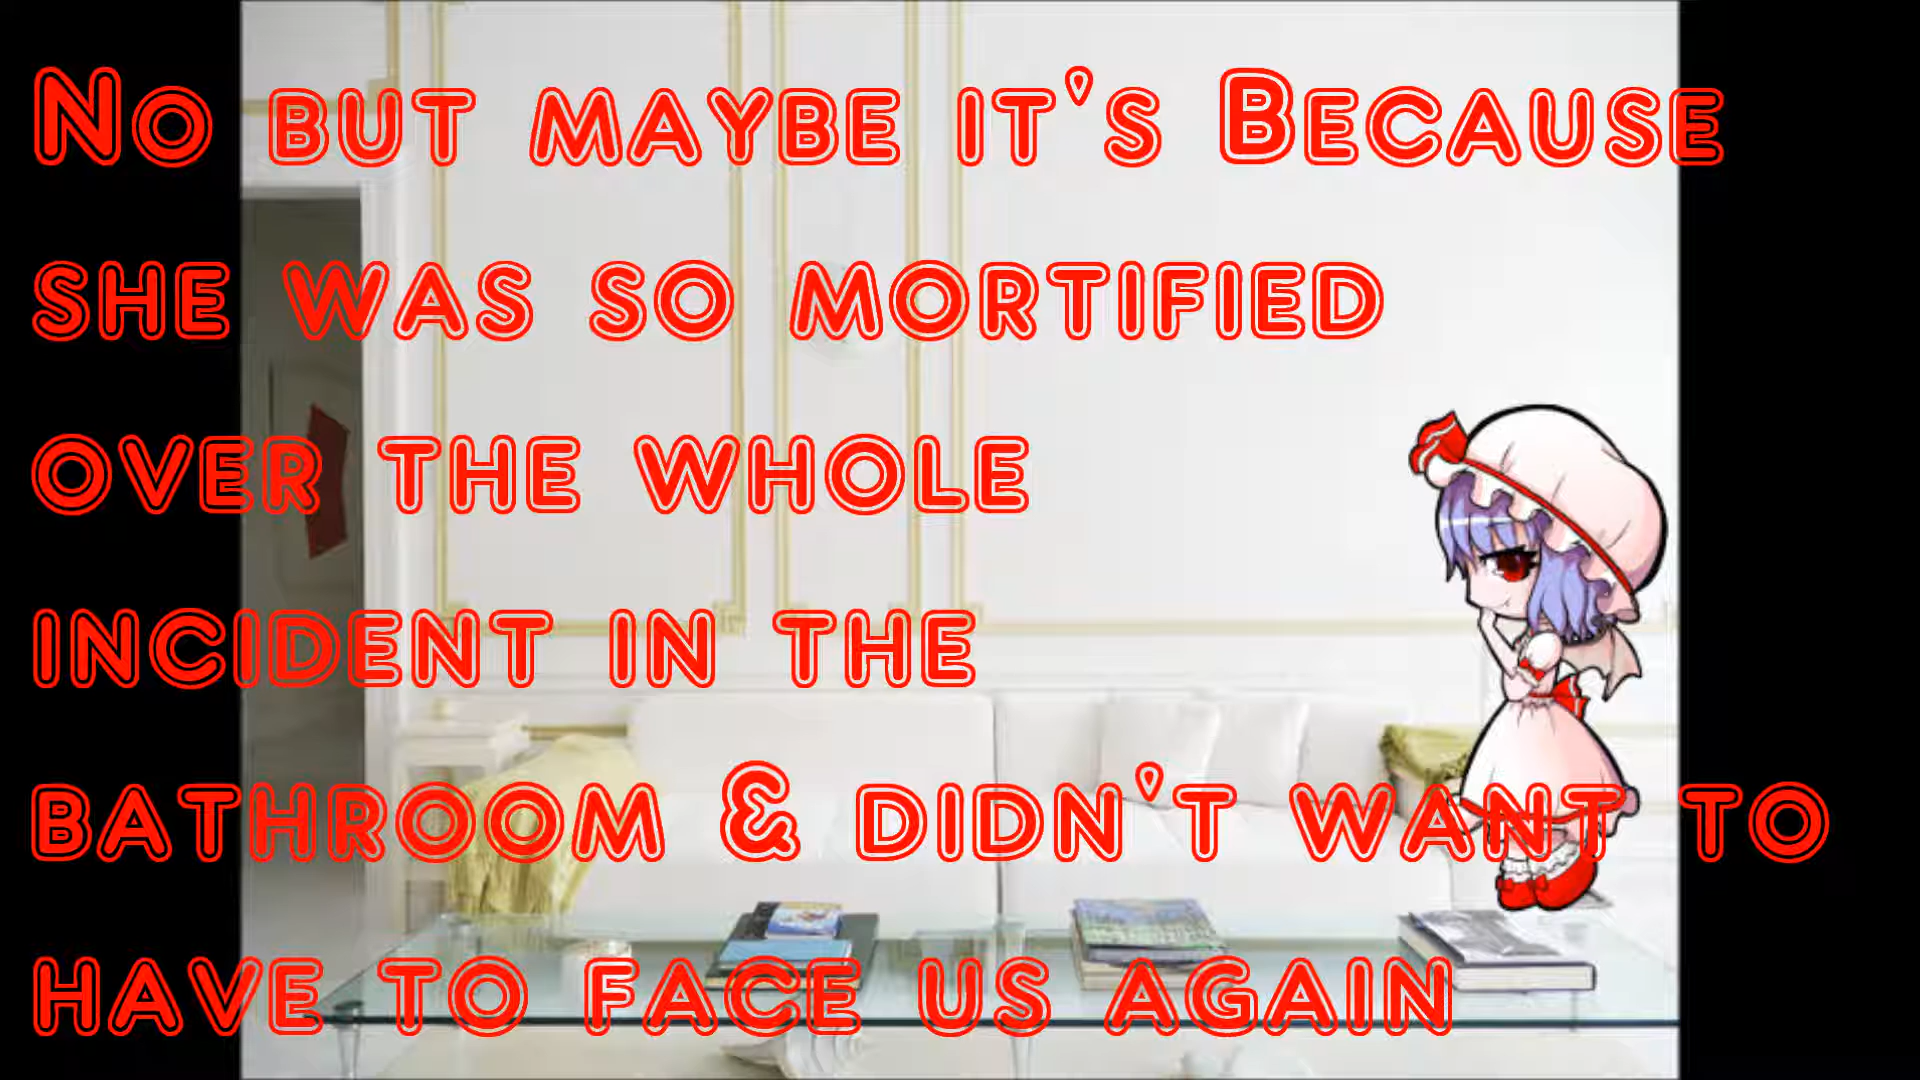 No but maybe it's Because
she was so mortified
over the whole
incident in the
bathroom & didn't want to
have to face us again